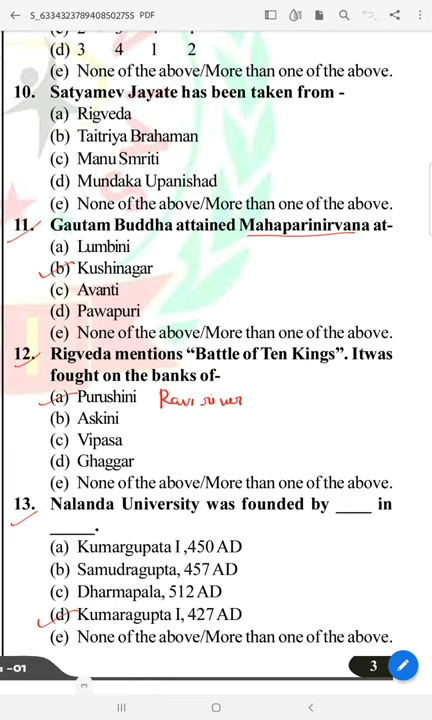 S_6334323789408502755 PDF
(d) 3 4 1 2
(e) None of the above/More than one of the above.
10. Satyamev Jayate has been taken from -
(a) Rigveda
(b) Taitriya Brahaman
(c) Manu Smriti
(d) Mundaka Upanishad
(e) None of the above/More than one of the above.
11. Gautam Buddha attained Mahaparinirvana at-
(a) Lumbini
(b) Kushinagar
(c) Avanti
(d) Pawapuri
(e) None of the above/More than one of the above.
12. Rigveda mentions “Battle of Ten Kings”. Itwas
fought on the banks of-
(a) Purushini Ravi river
(b) Askini
(c) Vipasa
(d) Ghaggar
(e) None of the above/More than one of the above.
13. Nalanda University was founded by ____ in
_____.
(a) Kumargupata I ,450 AD
(b) Samudragupta, 457 AD
(c) Dharmapala, 512 AD
(d) Kumaragupta I, 427 AD
(e) None of the above/More than one of the above.
-01 3
3